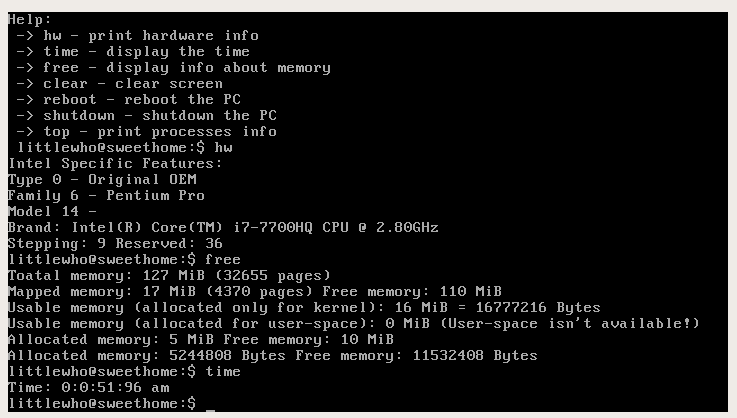 Help:
-> hw - print hardware info
-> time - display the time
-> free - display info about memory
-> clear - clear screen
-> reboot - reboot the PC
-> shutdown - shutdown the PC
-> top - print processes info
littlewho@sweethome:$ hw
Intel Specific Features:
Type 0 - Original OEM
Family 6 - Pentium Pro
Model 14 -
Brand: Intel(R) Core(TM) i7-7700HQ CPU @ 2.80GHz
Stepping: 9 Reserved: 36
littlewho@sweethome:$ free
Toatal memory: 127 MiB (32655 pages)
Mapped memory: 17 MiB (4370 pages) Free memory: 110 MiB
Usable memory (allocated only for kernel): 16 MiB = 16777216 Bytes
Usable memory (allocated for user-space): 0 MiB (User-space isn't available!)
Allocated memory: 5 MiB Free memory: 10 MiB
Allocated memory: 5244808 Bytes Free memory: 11532408 Bytes
littlewho@sweethome:$ time
Time: 0:0:51:96 am
littlewho@sweethome:$ _